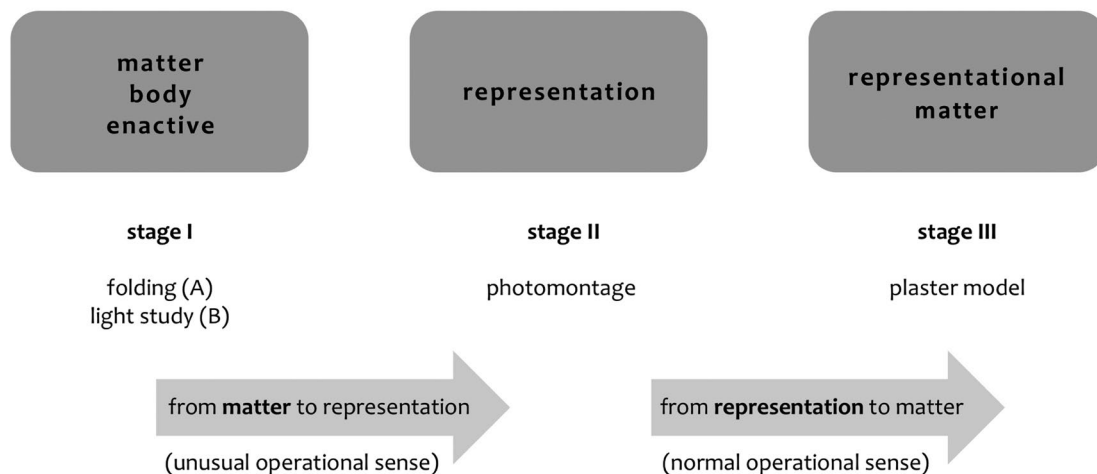 matter
body
enactive
representation
representational
matter
stage I
stage II
stage III
folding (A)
light study (B)
photomontage
plaster model
from matter to representation
from representation to matter
(unusual operational sense)
(normal operational sense)